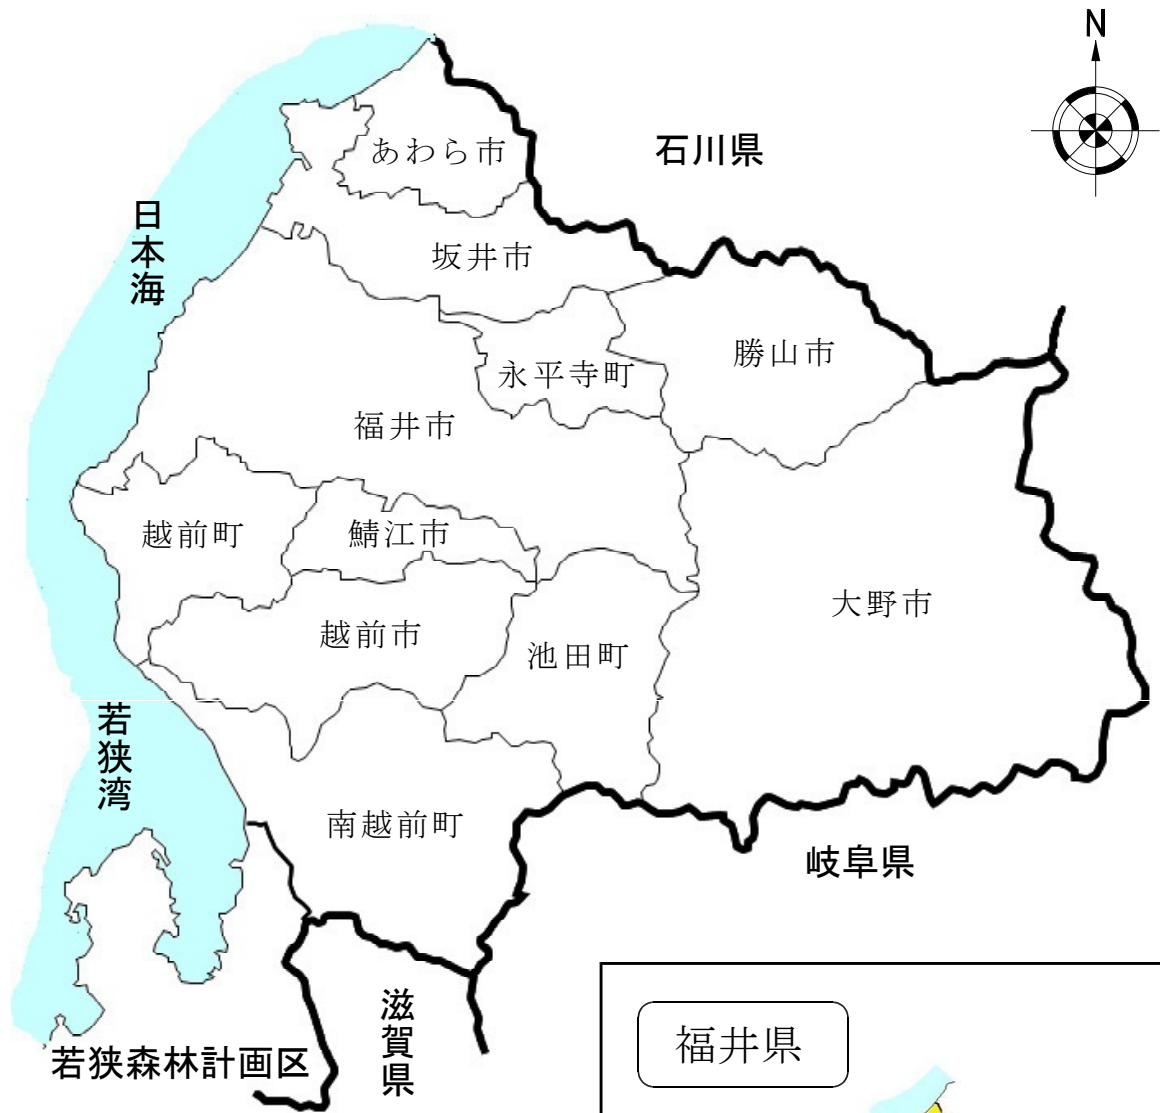 N
石川県
あわら市
日本海
坂井市
勝山市
永平寺町
福井市
越前町
鯖江市
大野市
越前市
池田町
若狭湾
南越前町
岐阜県
滋賀県
若狭森林計画区
福井県